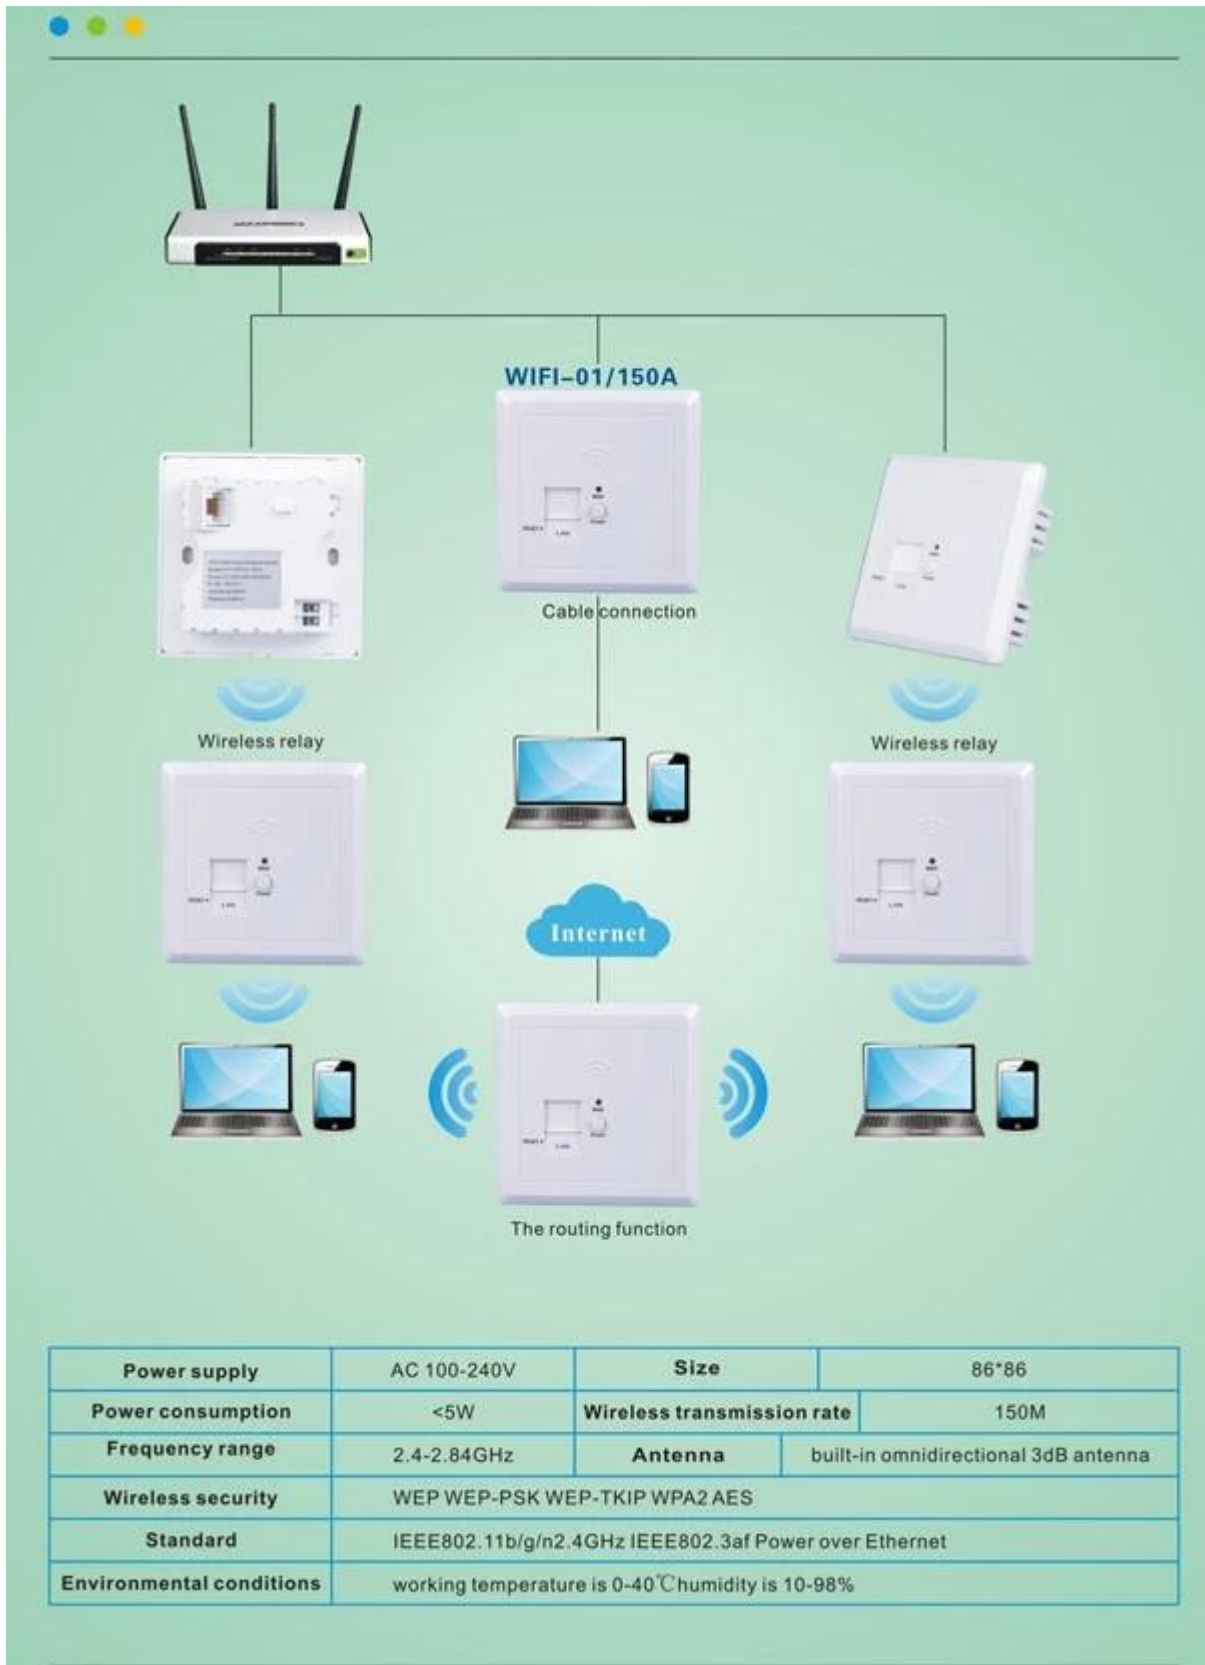 WIFI-01/150A
Cable connection
Wireless relay
Wireless relay
Internet
The routing function
Power supply AC 100-240V Size 86*86
Power consumption <5W Wireless transmission rate 150M
Frequency range 2.4-2.84GHz Antenna built-in omnidirectional 3dB antenna
Wireless security WEP WEP-PSK WEP-TKIP WPA2 AES
Standard IEEE802.11b/g/n2.4GHz IEEE802.3af Power over Ethernet
Environmental conditions working temperature is 0-40℃humidity is 10-98%